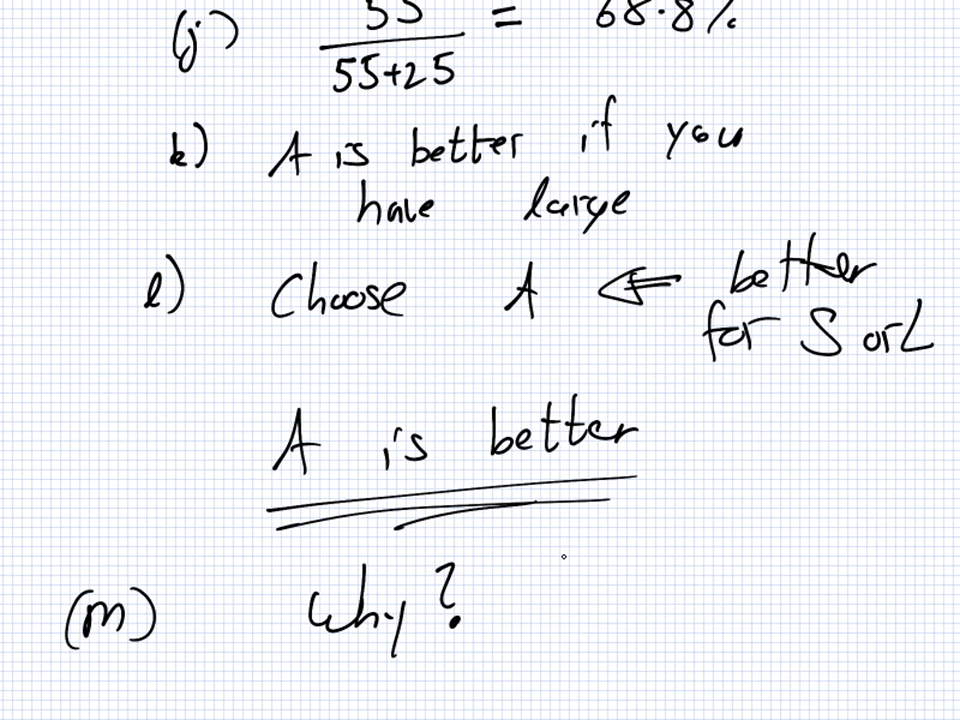 (j) 55 = 68.8%
55+25
k) A is better if you
have large
l) Choose A ⇐ better
for S or L
A is better
(m) Why?